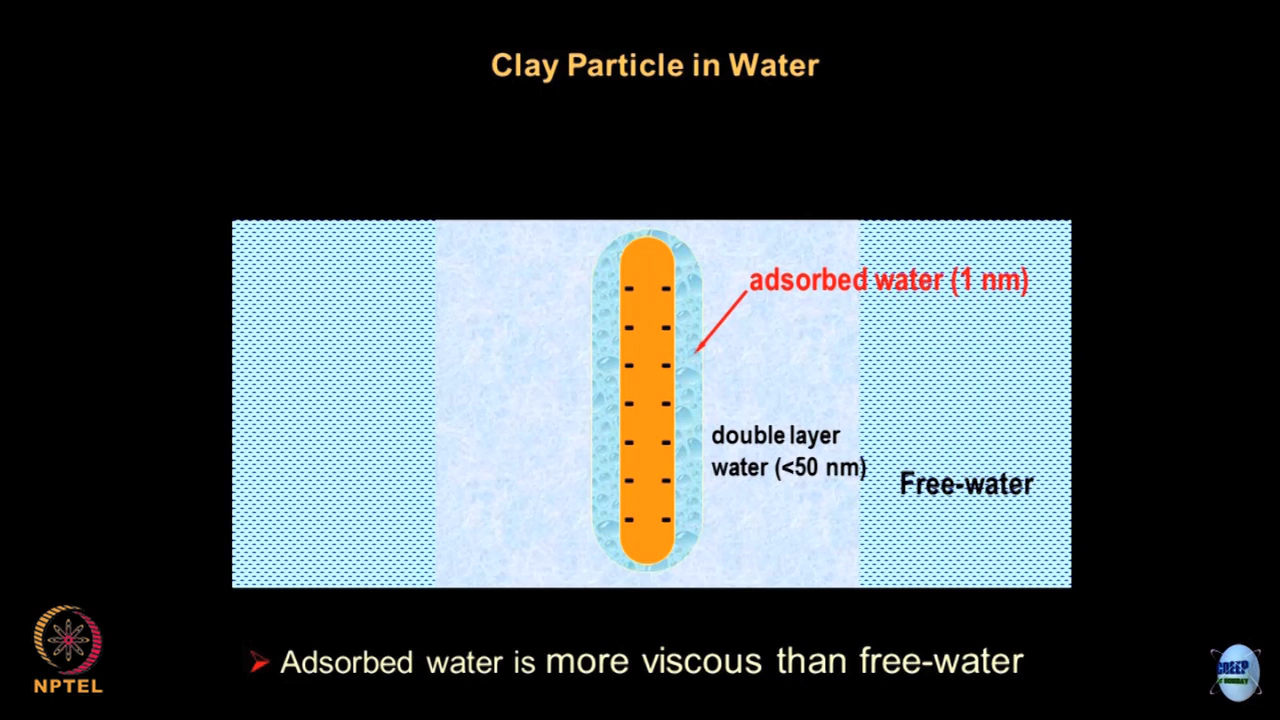 Clay Particle in Water
adsorbed water (1 nm)
double layer
water (<50 nm)
Free-water
Adsorbed water is more viscous than free-water
NPTEL